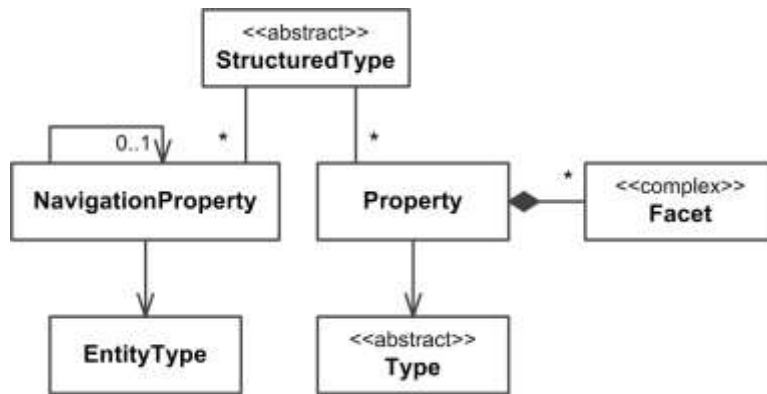 <<abstract>>
StructuredType
0..1
*
*
NavigationProperty
Property
*
<<complex>>
Facet
EntityType
<<abstract>>
Type